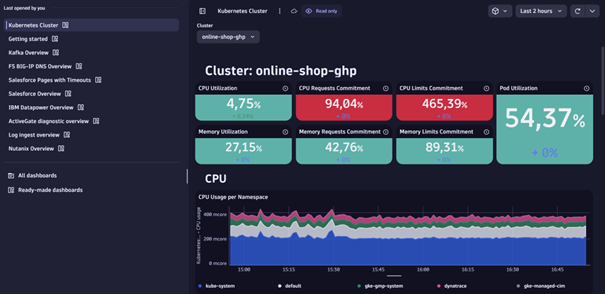 Last opened by you
Kubernetes Cluster
Getting started
Kafka Overview
F5 BIG-IP DNS Overview
Salesforce Pages with Timeouts
Salesforce Overview
IBM Datapower Overview
ActiveGate diagnostic overview
Log ingest overview
Nutanix Overview
All dashboards
Ready-made dashboards
Kubernetes Cluster
Read only
Last 2 hours
Cluster
online-shop-ghp
Cluster: online-shop-ghp
CPU Utilization
4,75%
CPU Requests Commitment
94,04%
+ 0%
CPU Limits Commitment
465,39%
+ 0%
Pod Utilization
54,37%
+ 0%
Memory Utilization
27,15%
+ 0%
Memory Requests Commitment
42,76%
+ 0%
Memory Limits Commitment
89,31%
+ 0%
CPU
CPU Usage per Namespace
Kubernetes... - CPU usage
400 mcore
200 mcore
0 mcore
15:00
15:15
15:30
15:45
16:00
16:15
16:30
16:45
kube-system
default
gke-gmp-system
dynatrace
gke-managed-cim